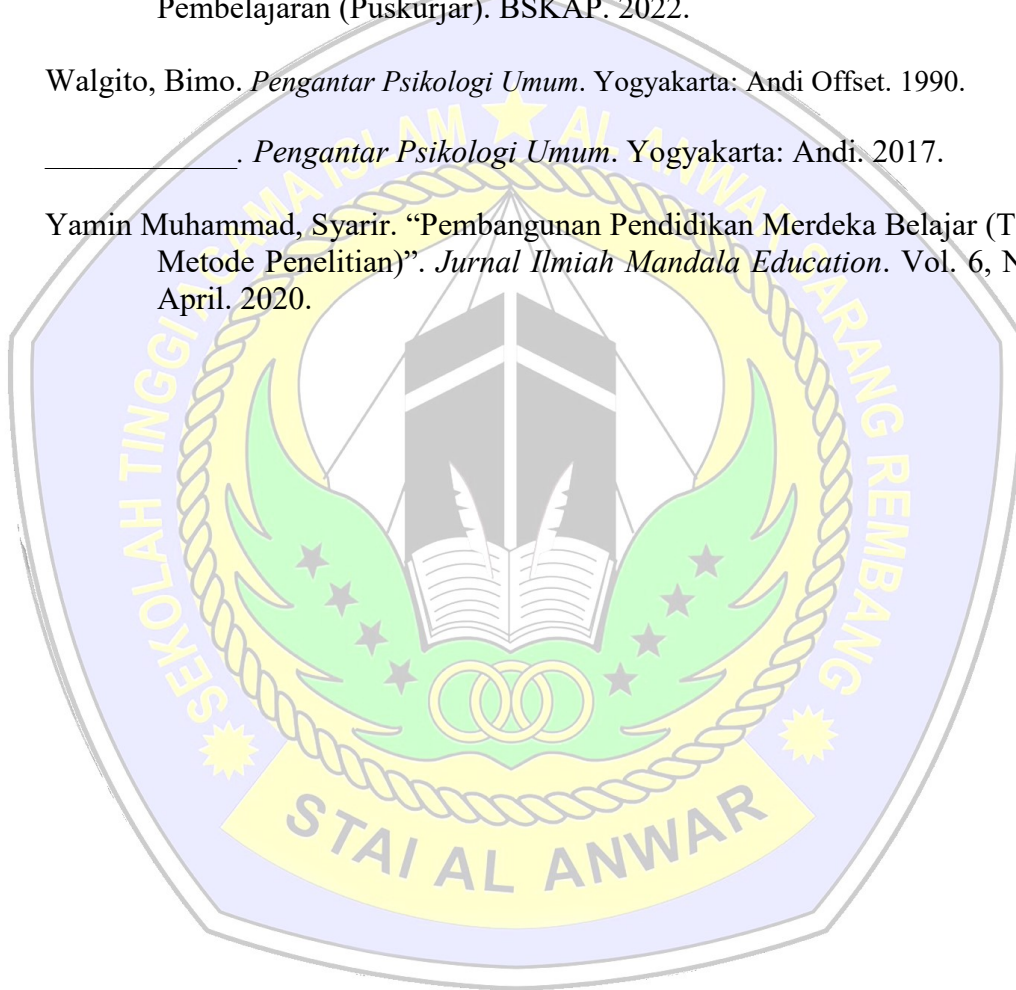 Pembelajaran (Puskurjar). BSKAP. 2022.
Walgito, Bimo. Pengantar Psikologi Umum. Yogyakarta: Andi Offset. 1990.
____________. Pengantar Psikologi Umum. Yogyakarta: Andi. 2017.
Yamin Muhammad, Syarir. “Pembangunan Pendidikan Merdeka Belajar (T
Metode Penelitian)”. Jurnal Ilmiah Mandala Education. Vol. 6, N
April. 2020.
SEKOLAH TINGGI AGAMA ISLAM AL ANWAR SARANG REMBANG
STAI AL ANWAR